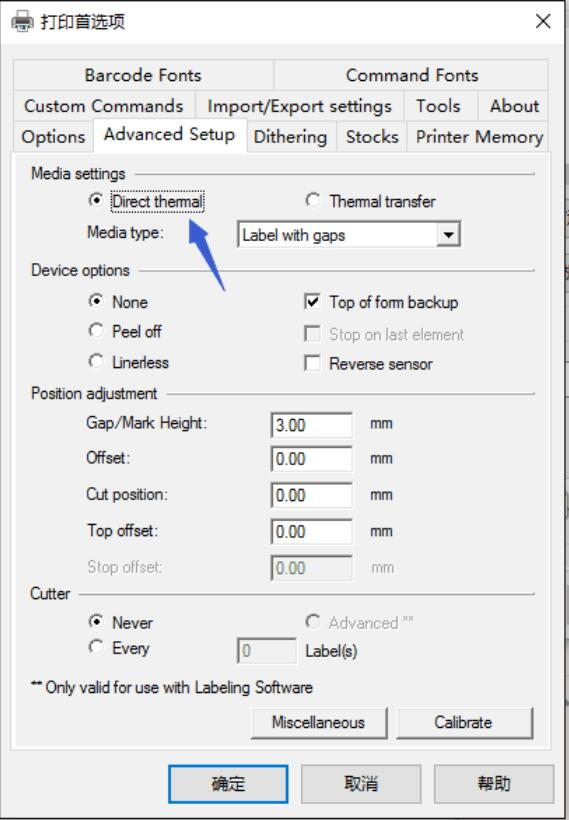 打印首选项
Barcode Fonts Command Fonts
Custom Commands Import/Export settings Tools About
Options Advanced Setup Dithering Stocks Printer Memory
Media settings
Direct thermal Thermal transfer
Media type: Label with gaps
Device options
None Top of form backup
Peel off Stop on last element
Linerless Reverse sensor
Position adjustment
Gap/Mark Height: 3.00 mm
Offset: 0.00 mm
Cut position: 0.00 mm
Top offset: 0.00 mm
Stop offset: 0.00 mm
Cutter
Never Advanced **
Every 0 Label(s)
** Only valid for use with Labeling Software
Miscellaneous Calibrate
确定 取消 帮助